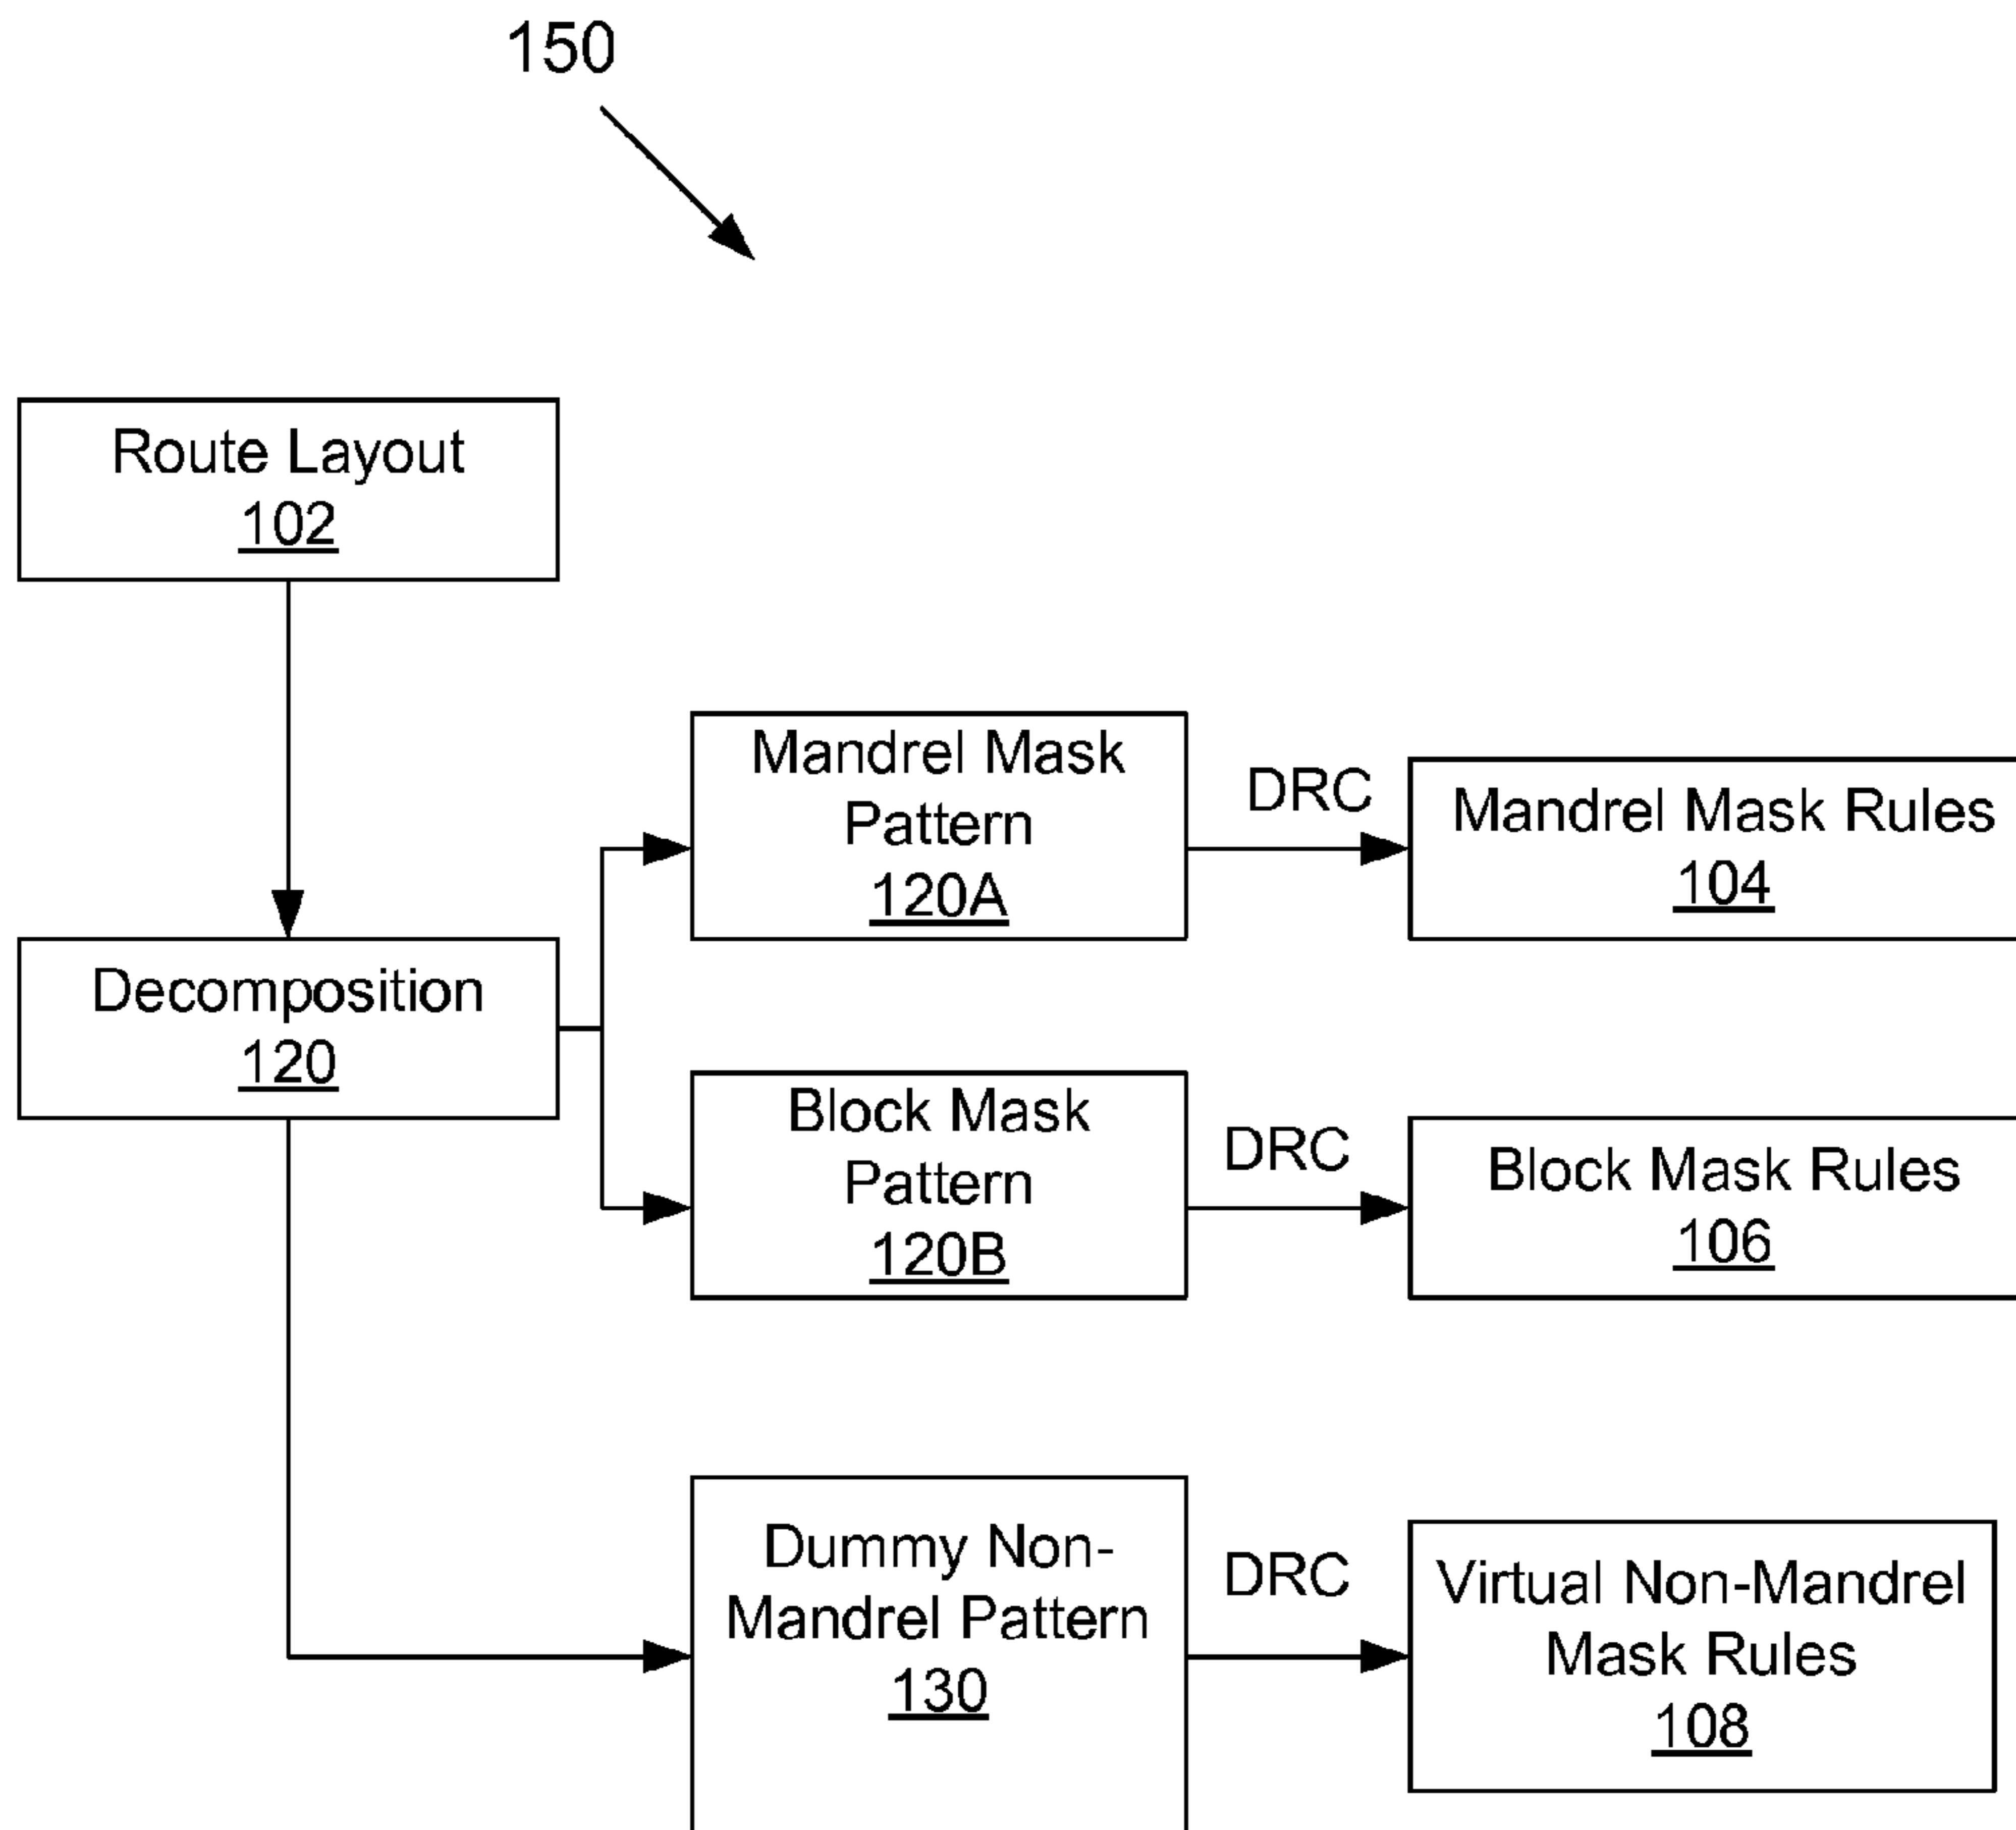 150
Route Layout
102
Decomposition
120
Mandrel Mask
Pattern
120A
DRC
Mandrel Mask Rules
104
Block Mask
Pattern
120B
DRC
Block Mask Rules
106
Dummy Non-
Mandrel Pattern
130
DRC
Virtual Non-Mandrel
Mask Rules
108